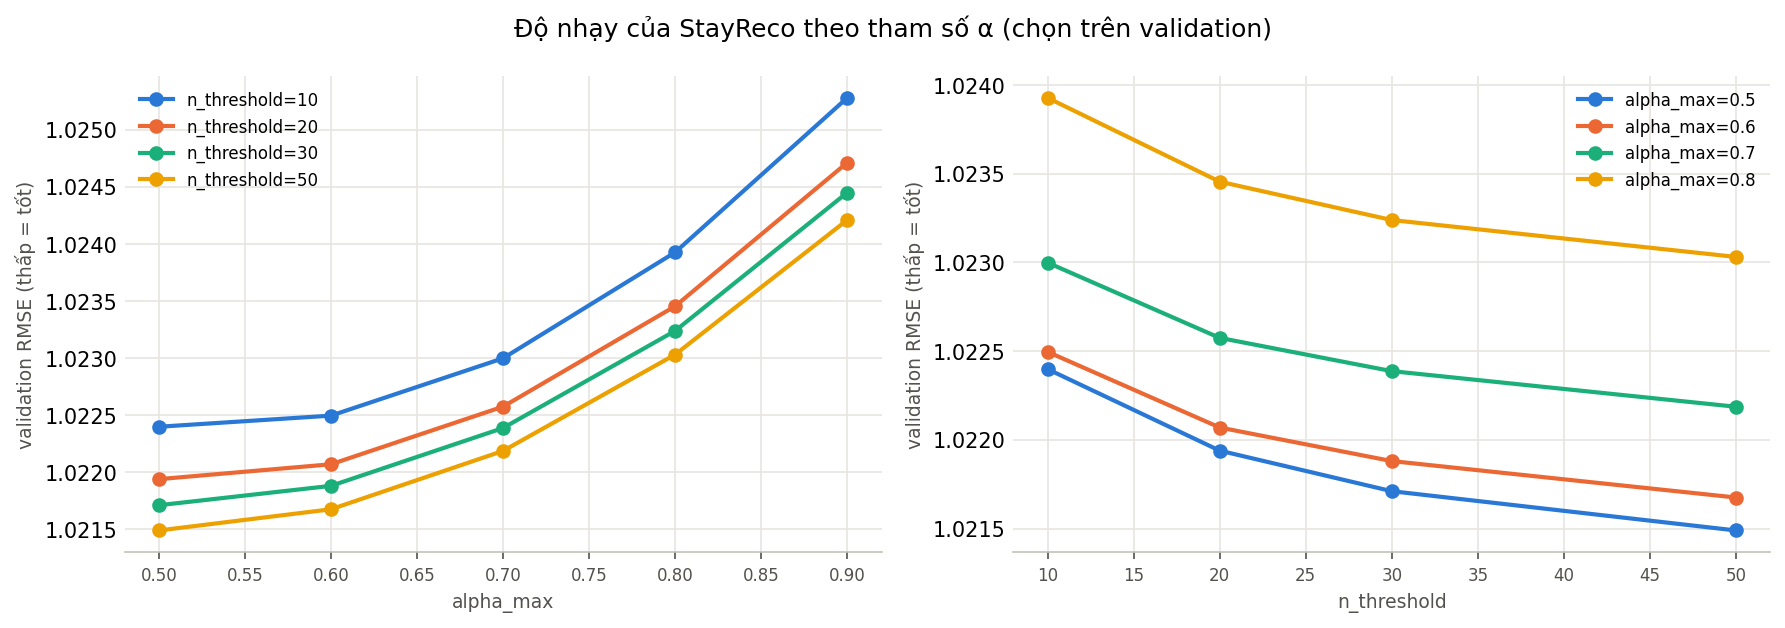 Độ nhạy của StayReco theo tham số α (chọn trên validation)
validation RMSE (thấp = tốt)
1.0250
1.0245
1.0240
1.0235
1.0230
1.0225
1.0220
1.0215
n_threshold=10
n_threshold=20
n_threshold=30
n_threshold=50
0.50 0.55 0.60 0.65 0.70 0.75 0.80 0.85 0.90
alpha_max
validation RMSE (thấp = tốt)
1.0240
1.0235
1.0230
1.0225
1.0220
1.0215
alpha_max=0.5
alpha_max=0.6
alpha_max=0.7
alpha_max=0.8
10 15 20 25 30 35 40 45 50
n_threshold